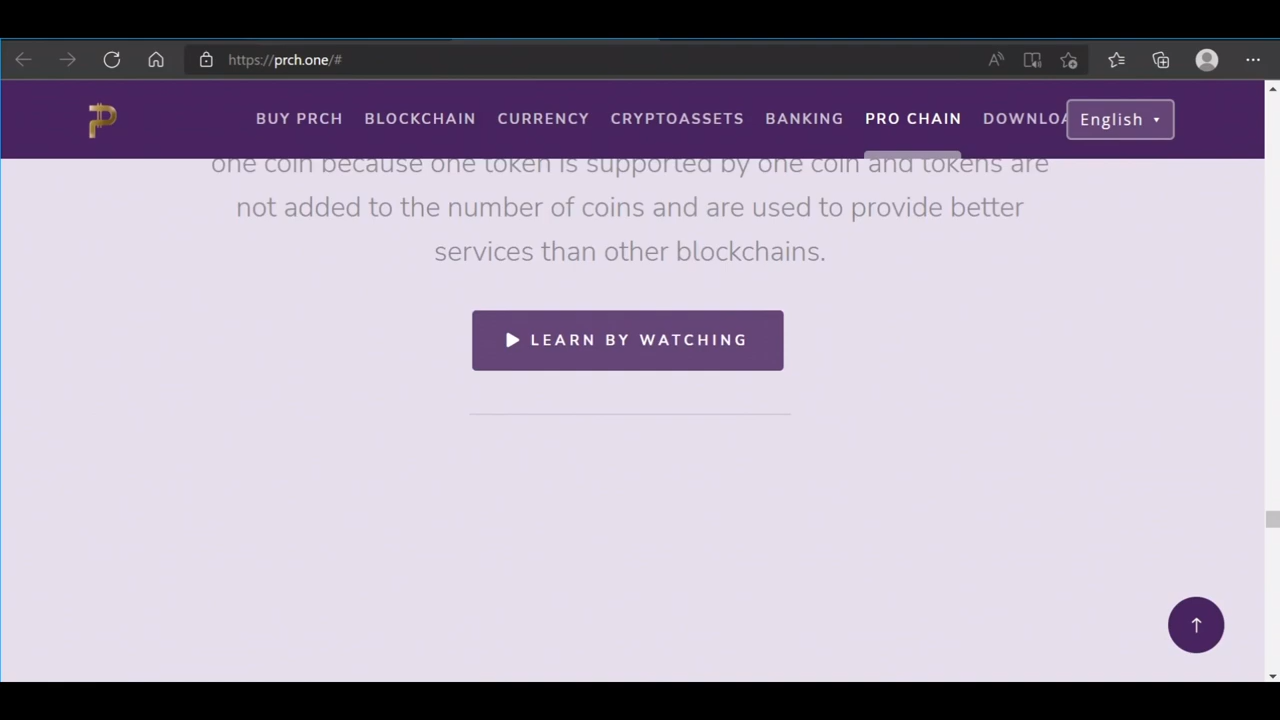 https://prch.one/#
BUY PRCH BLOCKCHAIN CURRENCY CRYPTOASSETS BANKING PRO CHAIN DOWNLOA English
one coin because one token is supported by one coin and tokens are
not added to the number of coins and are used to provide better
services than other blockchains.
LEARN BY WATCHING